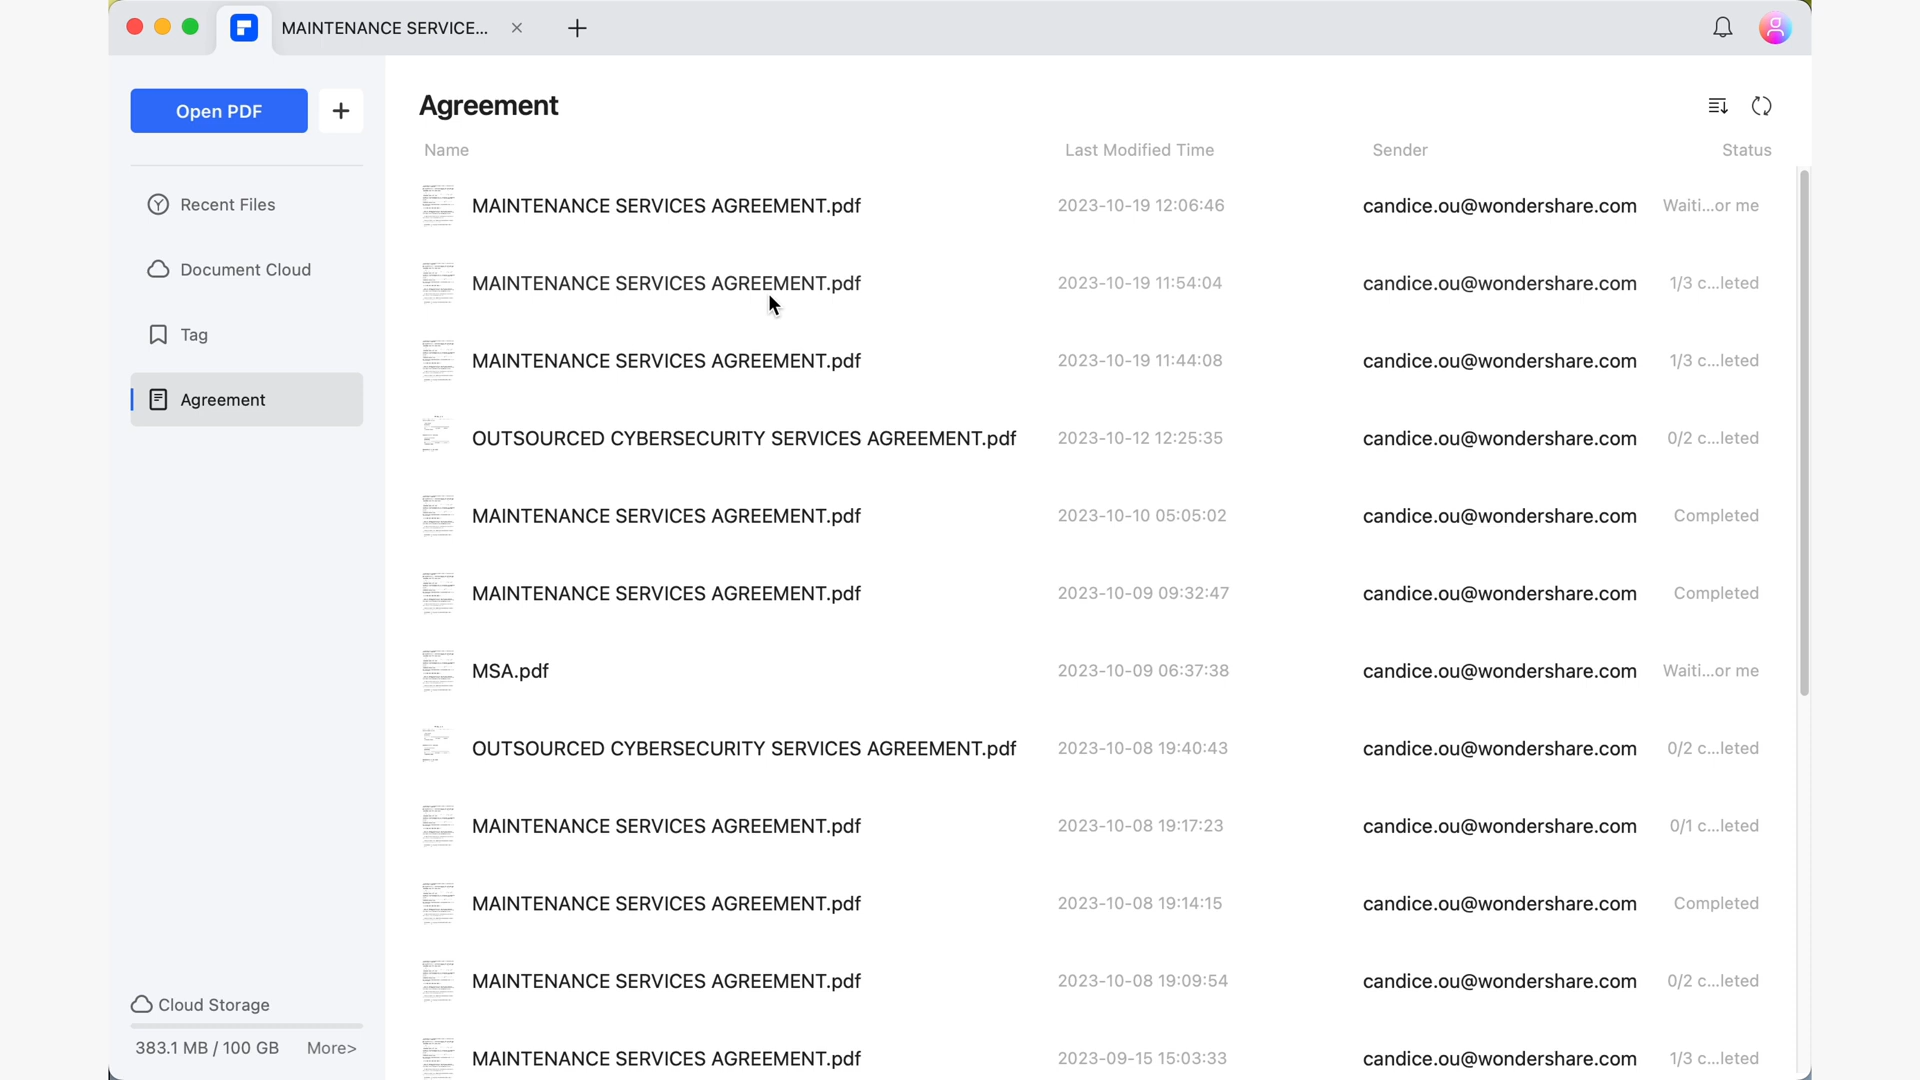 MAINTENANCE SERVICE...
Open PDF
Recent Files
Document Cloud
Tag
Agreement
Cloud Storage
383.1 MB / 100 GB More>
Agreement
Name Last Modified Time Sender Status
MAINTENANCE SERVICES AGREEMENT.pdf 2023-10-19 12:06:46 candice.ou@wondershare.com Waiti...or me
MAINTENANCE SERVICES AGREEMENT.pdf 2023-10-19 11:54:04 candice.ou@wondershare.com 1/3 c...leted
MAINTENANCE SERVICES AGREEMENT.pdf 2023-10-19 11:44:08 candice.ou@wondershare.com 1/3 c...leted
OUTSOURCED CYBERSECURITY SERVICES AGREEMENT.pdf 2023-10-12 12:25:35 candice.ou@wondershare.com 0/2 c...leted
MAINTENANCE SERVICES AGREEMENT.pdf 2023-10-10 05:05:02 candice.ou@wondershare.com Completed
MAINTENANCE SERVICES AGREEMENT.pdf 2023-10-09 09:32:47 candice.ou@wondershare.com Completed
MSA.pdf 2023-10-09 06:37:38 candice.ou@wondershare.com Waiti...or me
OUTSOURCED CYBERSECURITY SERVICES AGREEMENT.pdf 2023-10-08 19:40:43 candice.ou@wondershare.com 0/2 c...leted
MAINTENANCE SERVICES AGREEMENT.pdf 2023-10-08 19:17:23 candice.ou@wondershare.com 0/1 c...leted
MAINTENANCE SERVICES AGREEMENT.pdf 2023-10-08 19:14:15 candice.ou@wondershare.com Completed
MAINTENANCE SERVICES AGREEMENT.pdf 2023-10-08 19:09:54 candice.ou@wondershare.com 0/2 c...leted
MAINTENANCE SERVICES AGREEMENT.pdf 2023-09-15 15:03:33 candice.ou@wondershare.com 1/3 c...leted